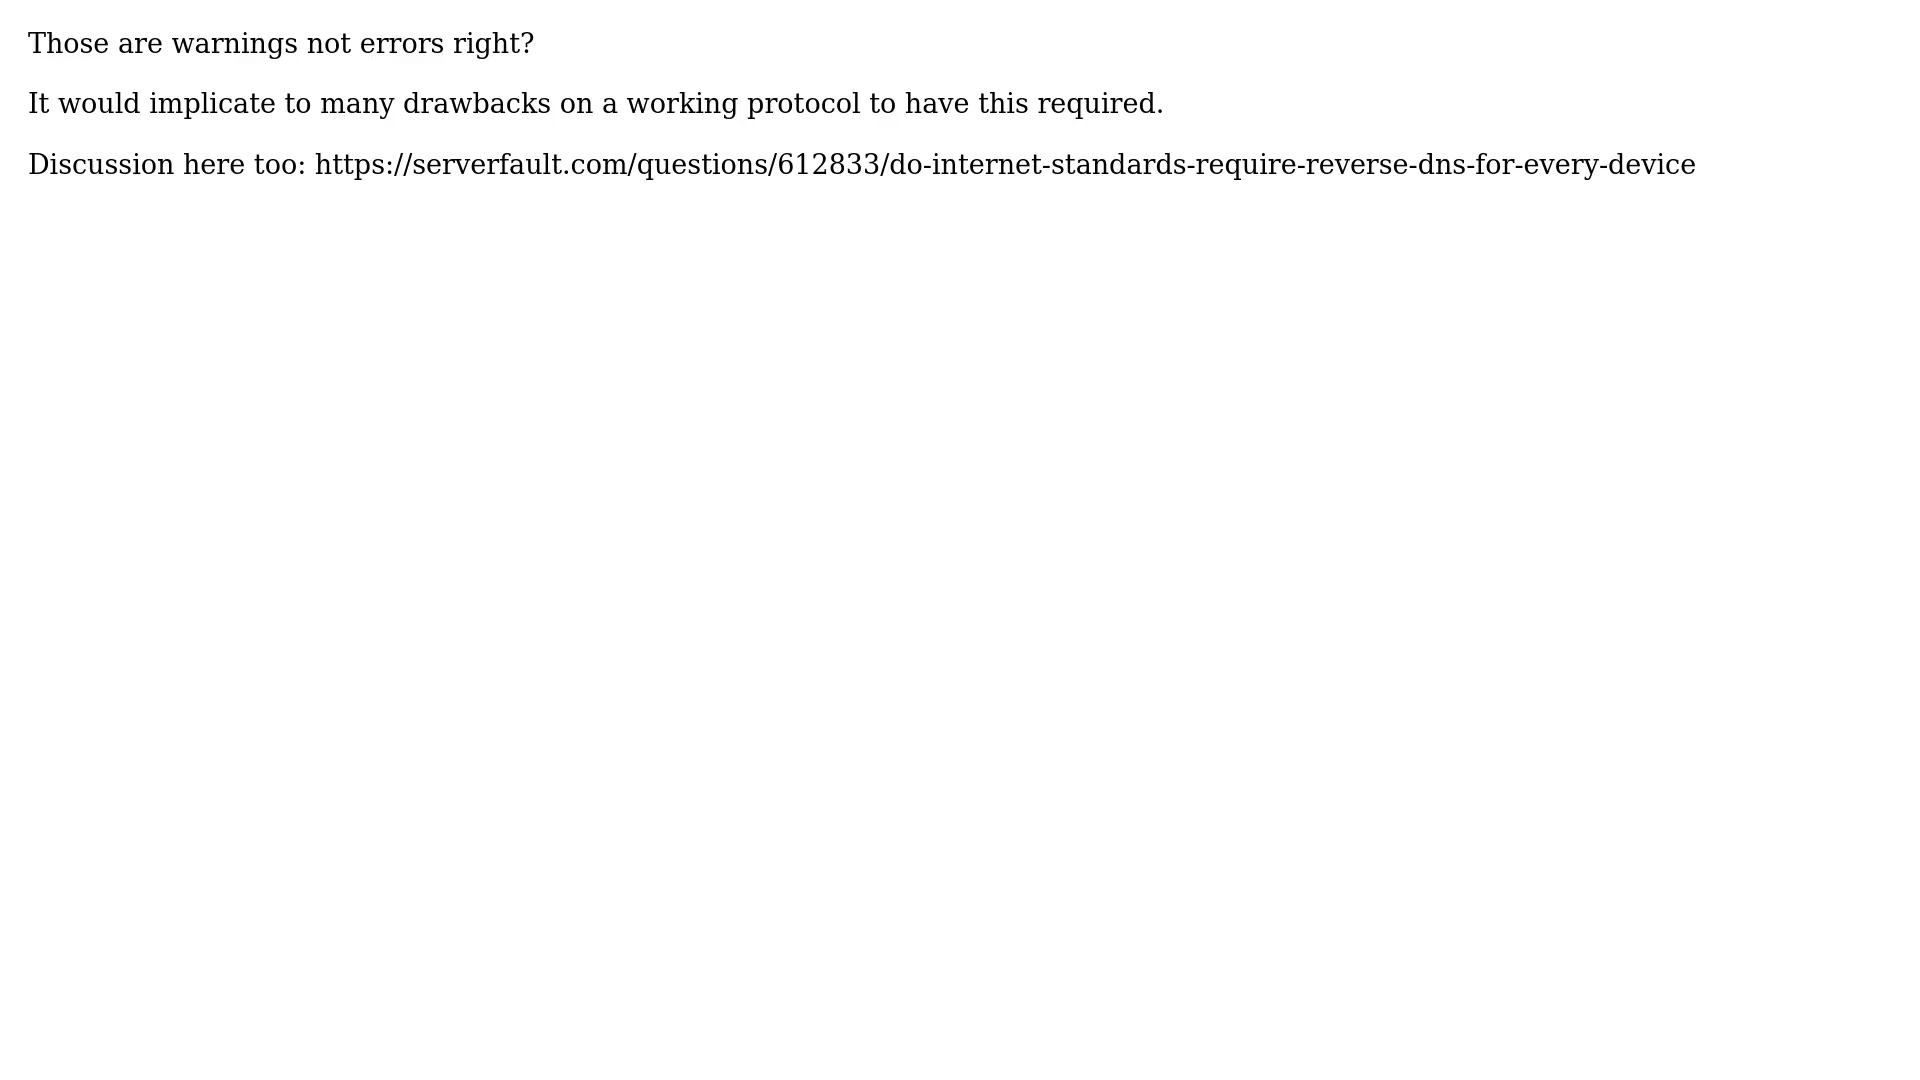 Those are warnings not errors right?
It would implicate to many drawbacks on a working protocol to have this required.
Discussion here too: https://serverfault.com/questions/612833/do-internet-standards-require-reverse-dns-for-every-device